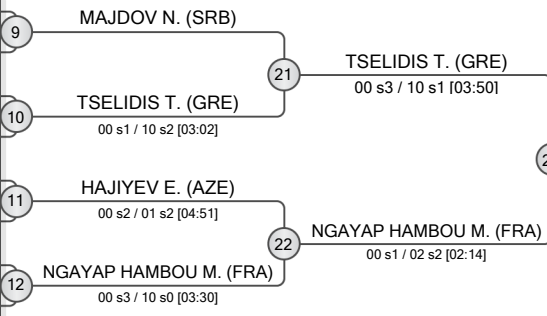 9
MAJDOV N. (SRB)
21
TSELIDIS T. (GRE)
00 s3 / 10 s1 [03:50]
10
TSELIDIS T. (GRE)
00 s1 / 10 s2 [03:02]
11
HAJIYEV E. (AZE)
00 s2 / 01 s2 [04:51]
22
NGAYAP HAMBOU M. (FRA)
00 s1 / 02 s2 [02:14]
12
NGAYAP HAMBOU M. (FRA)
00 s3 / 10 s0 [03:30]